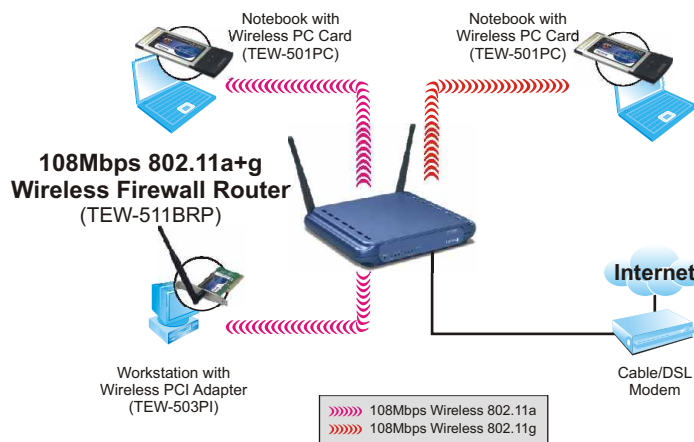 Notebook with
Wireless PC Card
(TEW-501PC)
Notebook with
Wireless PC Card
(TEW-501PC)
108Mbps 802.11a+g
Wireless Firewall Router
(TEW-511BRP)
Internet
Workstation with
Wireless PCI Adapter
(TEW-503PI)
Cable/DSL
Modem
108Mbps Wireless 802.11a
108Mbps Wireless 802.11g